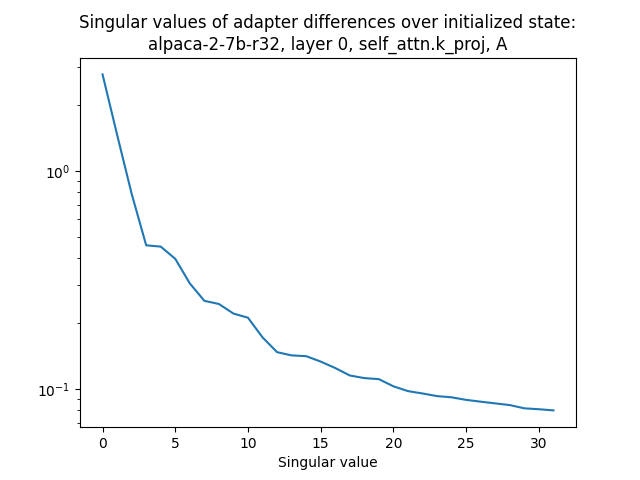 Singular values of adapter differences over initialized state:
alpaca-2-7b-r32, layer 0, self_attn.k_proj, A
10⁰
10⁻¹
0 5 10 15 20 25 30
Singular value